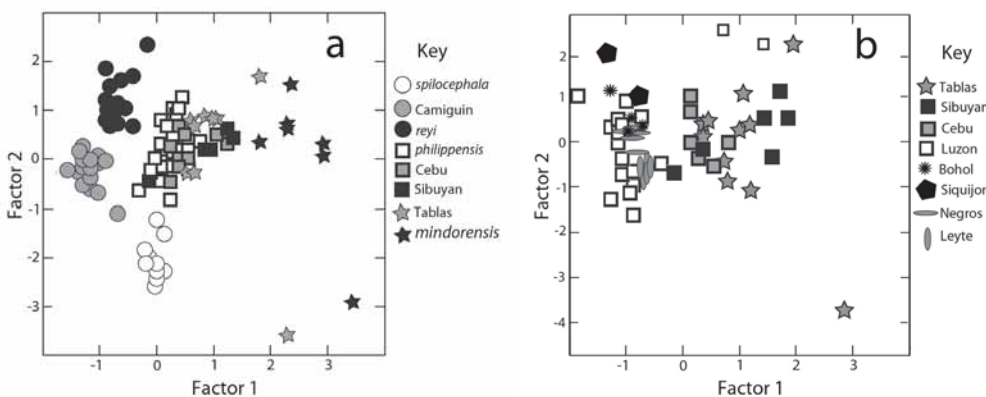 a
Key
spilocephala
Camiguin
reyi
philippensis
Cebu
Sibuyan
Tablas
mindorensis
2
1
0
-1
-2
-3
Factor 2
-1 0 1 2 3
Factor 1
b
Key
Tablas
Sibuyan
Cebu
Luzon
Bohol
Siquijor
Negros
Leyte
2
1
0
-1
-2
-3
-4
Factor 2
-1 0 1 2 3 4
Factor 1